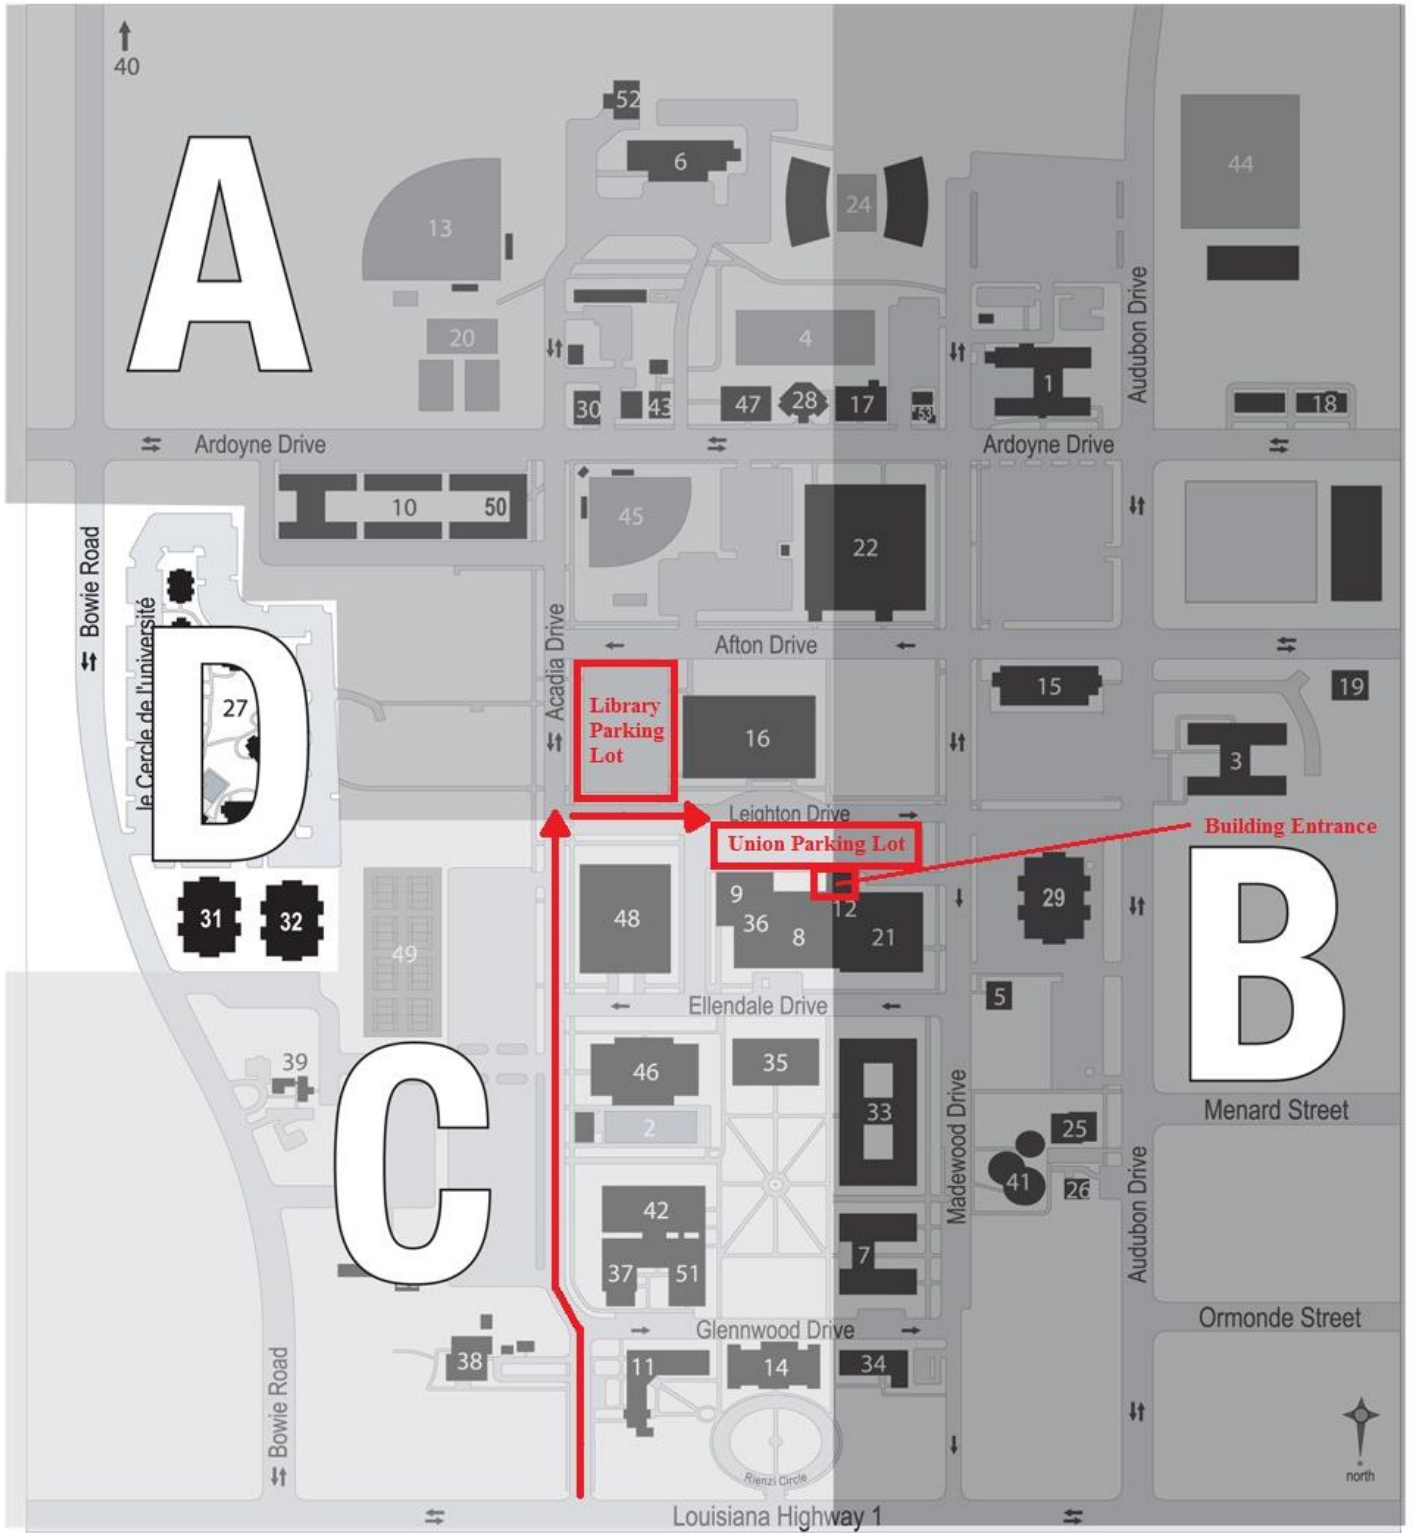 40
52
6
44
13
24
A
Audubon Drive
20
4
1
30
43
47
28
17
53
18
Ardoyne Drive
Ardoyne Drive
10
50
45
22
Bowie Road
le Cercle de l'université
Acadia Drive
Afton Drive
D
27
Library
Parking
Lot
16
15
19
3
Leighton Drive
Union Parking Lot
Building Entrance
31
32
49
48
9
36
8
12
21
29
B
5
Ellendale Drive
39
46
35
33
C
2
Madewood Drive
25
41
26
Menard Street
42
37
51
7
Audubon Drive
Glennwood Drive
Ormonde Street
38
11
14
34
Bowie Road
Rienzi Circle
north
Louisiana Highway 1